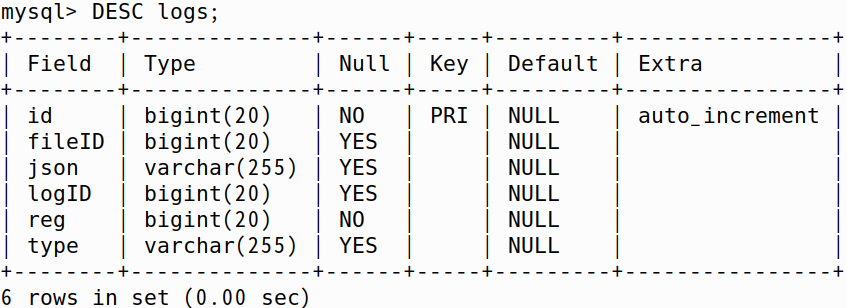 mysql> DESC logs;
+--------+--------------+------+-----+---------+----------------+
| Field  | Type         | Null | Key | Default | Extra          |
+--------+--------------+------+-----+---------+----------------+
| id     | bigint(20)   | NO   | PRI | NULL    | auto_increment |
| fileID | bigint(20)   | YES  |     | NULL    |                |
| json   | varchar(255) | YES  |     | NULL    |                |
| logID  | bigint(20)   | YES  |     | NULL    |                |
| reg    | bigint(20)   | NO   |     | NULL    |                |
| type   | varchar(255) | YES  |     | NULL    |                |
+--------+--------------+------+-----+---------+----------------+
6 rows in set (0.00 sec)